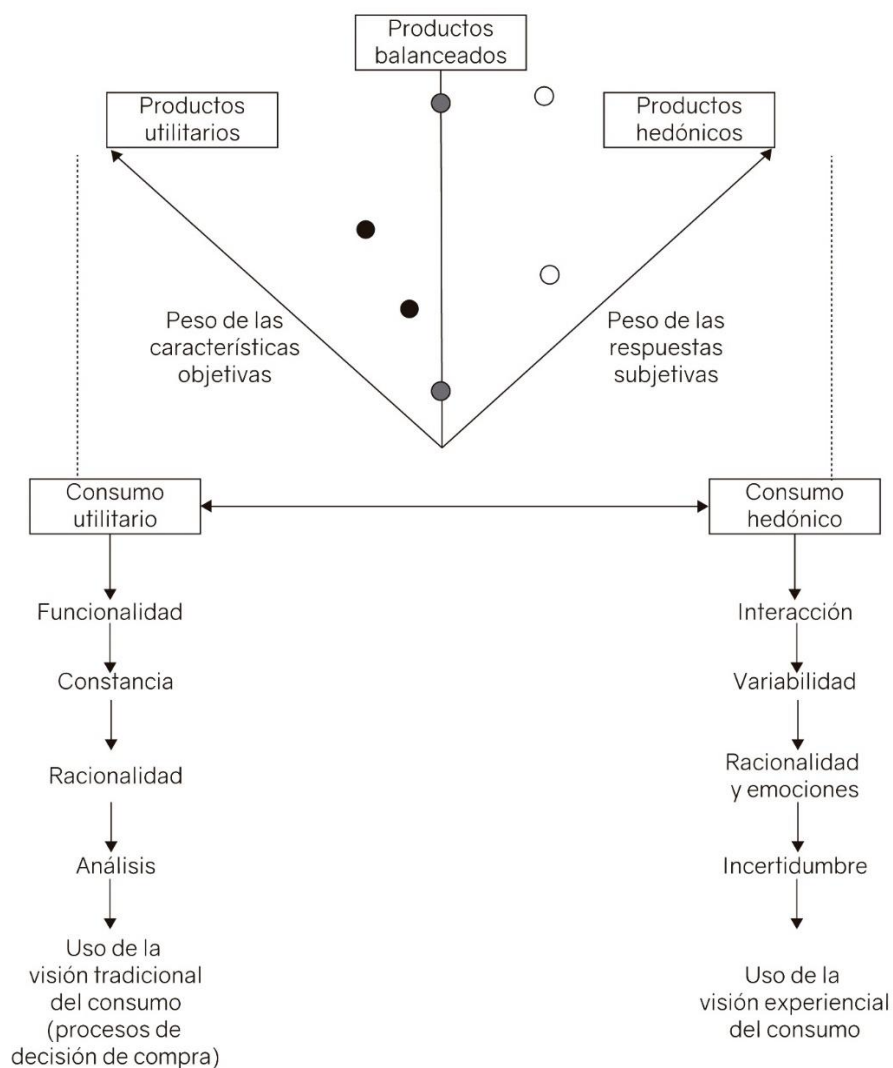 Productos
balanceados
Productos
utilitarios
Productos
hedónicos
Peso de las
características
objetivas
Peso de las
respuestas
subjetivas
Consumo
utilitario
Consumo
hedónico
Funcionalidad
Interacción
Constancia
Variabilidad
Racionalidad
Racionalidad
y emociones
Análisis
Incertidumbre
Uso de la
visión tradicional
del consumo
(procesos de
decisión de compra)
Uso de la
visión experiencial
del consumo